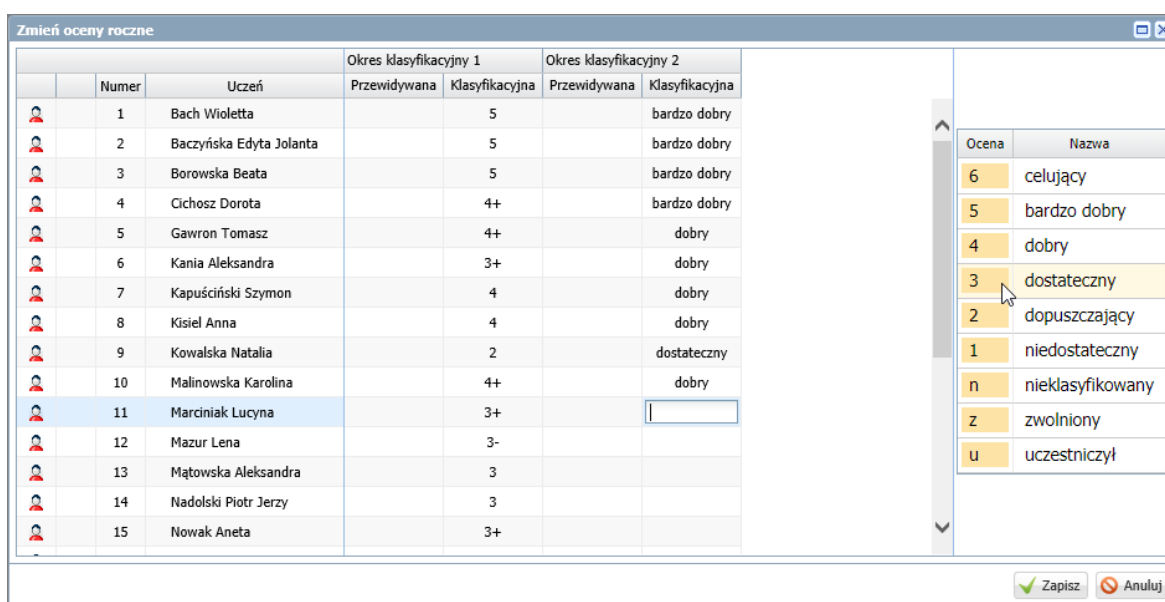 Zmień oceny roczne
Okres klasyfikacyjny 1 Okres klasyfikacyjny 2
Numer Uczeń Przewidywana Klasyfikacyjna Przewidywana Klasyfikacyjna
1 Bach Wioletta 5 bardzo dobry
2 Baczyńska Edyta Jolanta 5 bardzo dobry
3 Borowska Beata 5 bardzo dobry
4 Cichosz Dorota 4+ bardzo dobry
5 Gawron Tomasz 4+ dobry
6 Kania Aleksandra 3+ dobry
7 Kapuściński Szymon 4 dobry
8 Kisiel Anna 4 dobry
9 Kowalska Natalia 2 dostateczny
10 Malinowska Karolina 4+ dobry
11 Marciniak Lucyna 3+
12 Mazur Lena 3-
13 Mątowska Aleksandra 3
14 Nadolski Piotr Jerzy 3
15 Nowak Aneta 3+
Ocena Nazwa
6 celujący
5 bardzo dobry
4 dobry
3 dostateczny
2 dopuszczający
1 niedostateczny
n nieklasyfikowany
z zwolniony
u uczestniczył
Zapisz Anuluj